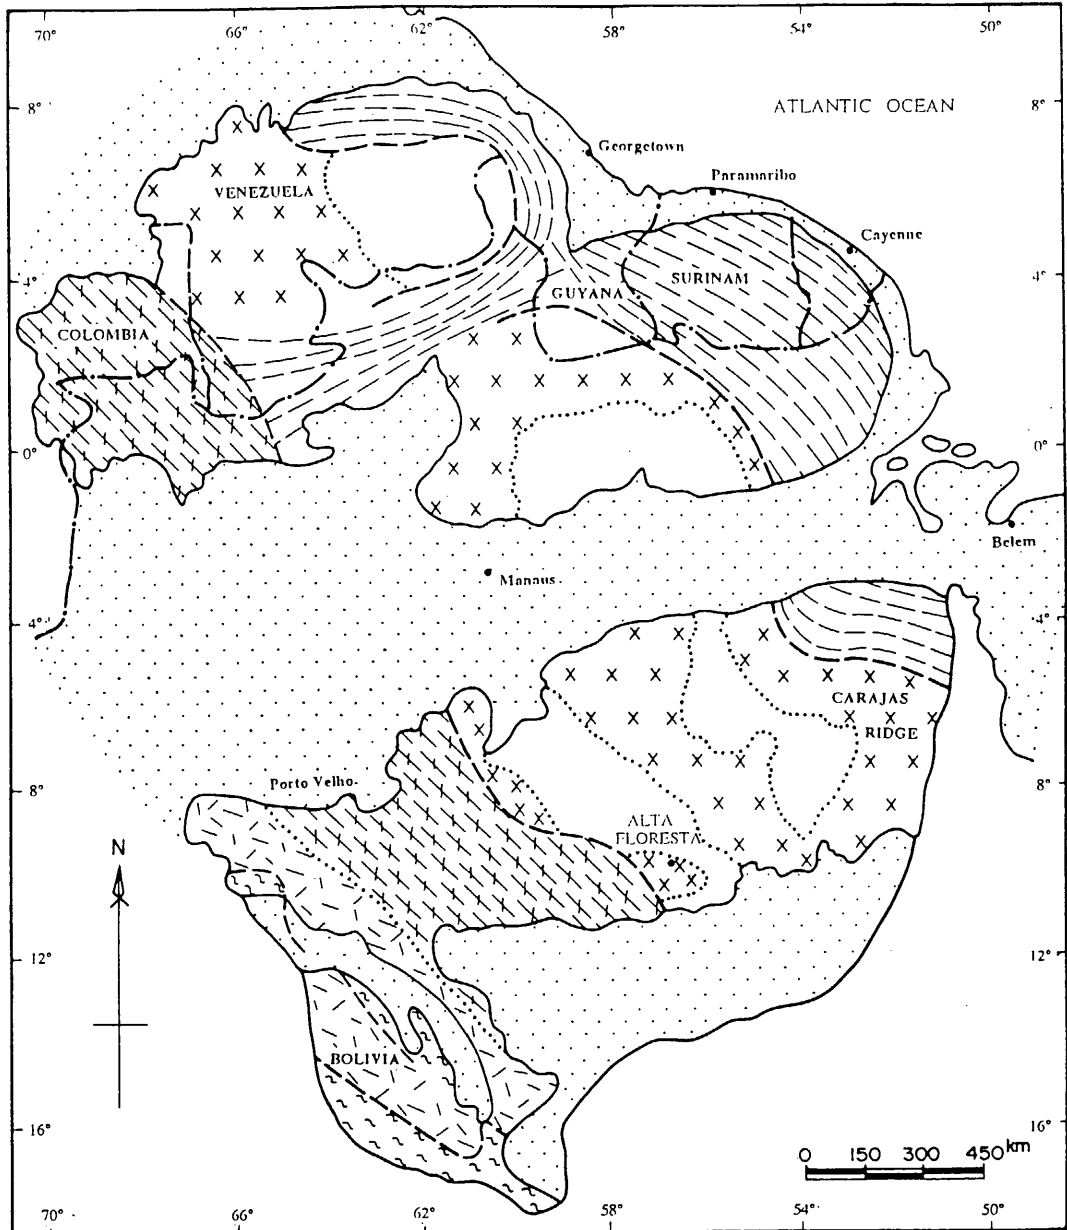 70° 66° 62° 58° 54° 50°
8° 8°
ATLANTIC OCEAN
Georgetown
Paramaribo
VENEZUELA
Cayenne
4° 4°
SURINAM
GUYANA
COLOMBIA
0° 0°
Belem
Manaus
4° 4°
CARAJAS
RIDGE
Porto Velho
8° 8°
ALTA
FLORESTA
N
12° 12°
BOLIVIA
16° 16°
0 150 300 450 km
70° 66° 62° 58° 54° 50°